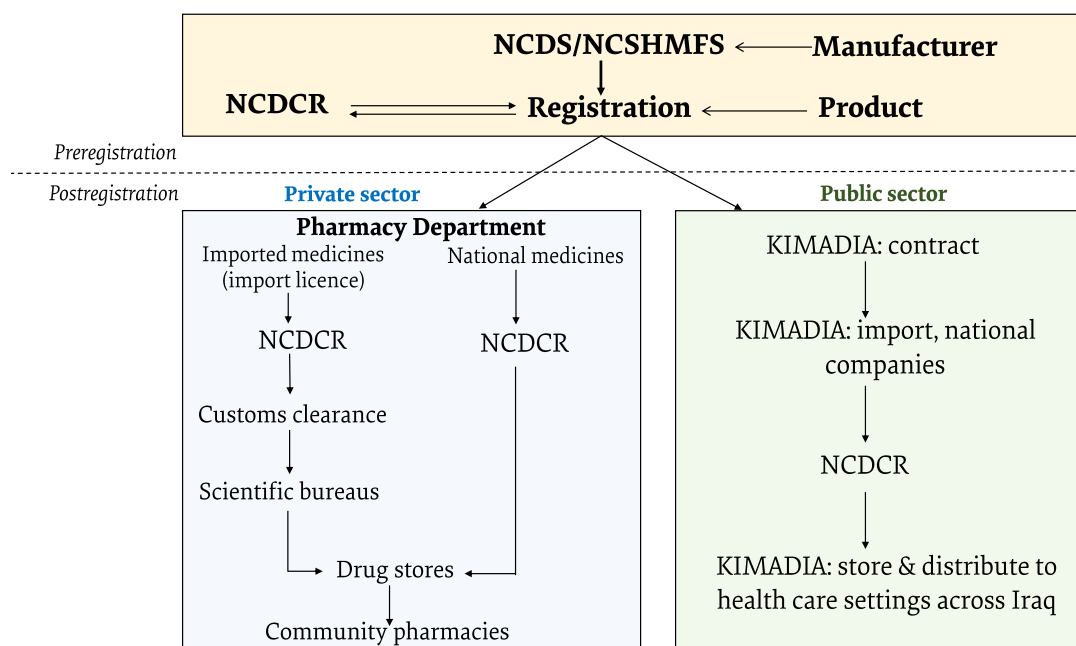 NCDS/NCSHMFS
Manufacturer
NCDCR
Registration
Product
Preregistration
Postregistration
Private sector
Public sector
Pharmacy Department
Imported medicines
(import licence)
National medicines
NCDCR
NCDCR
Customs clearance
Scientific bureaus
Drug stores
Community pharmacies
KIMADIA: contract
KIMADIA: import, national
companies
NCDCR
KIMADIA: store & distribute to
health care settings across Iraq